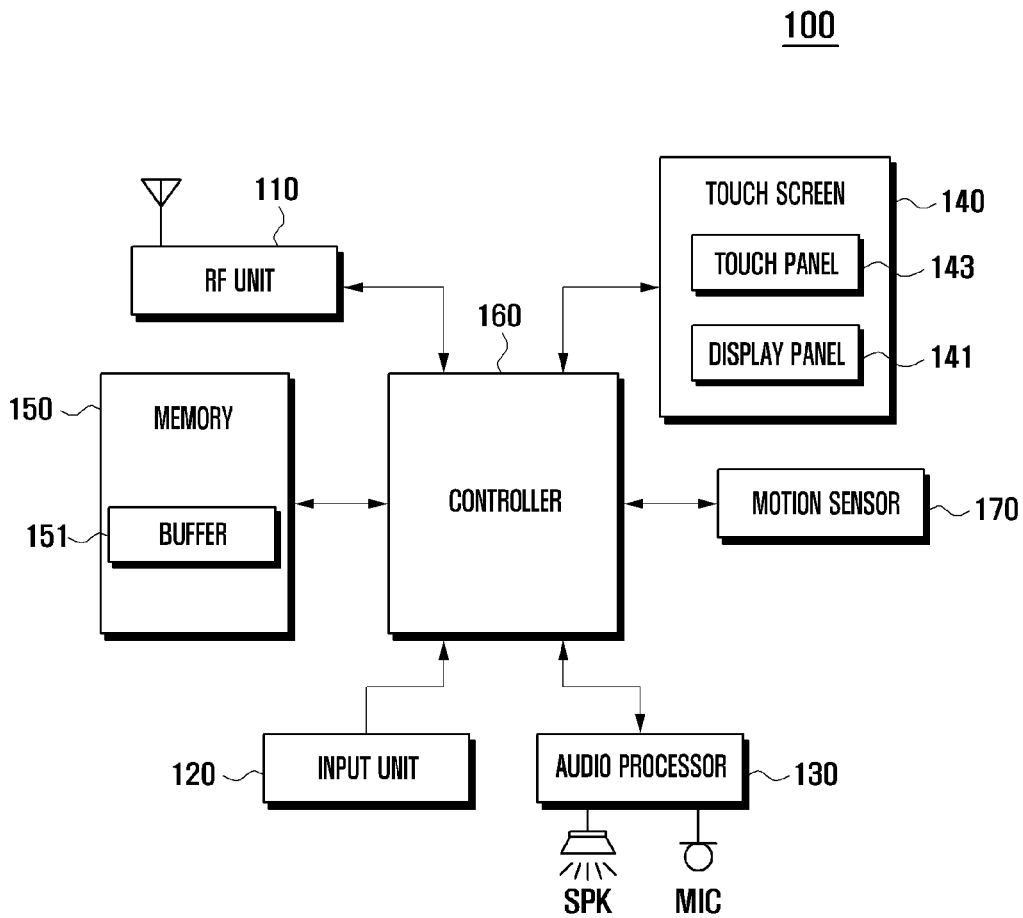 100
110
RF UNIT
TOUCH SCREEN
140
TOUCH PANEL
143
DISPLAY PANEL
141
160
150
MEMORY
CONTROLLER
MOTION SENSOR
170
151
BUFFER
120
INPUT UNIT
AUDIO PROCESSOR
130
SPK
MIC